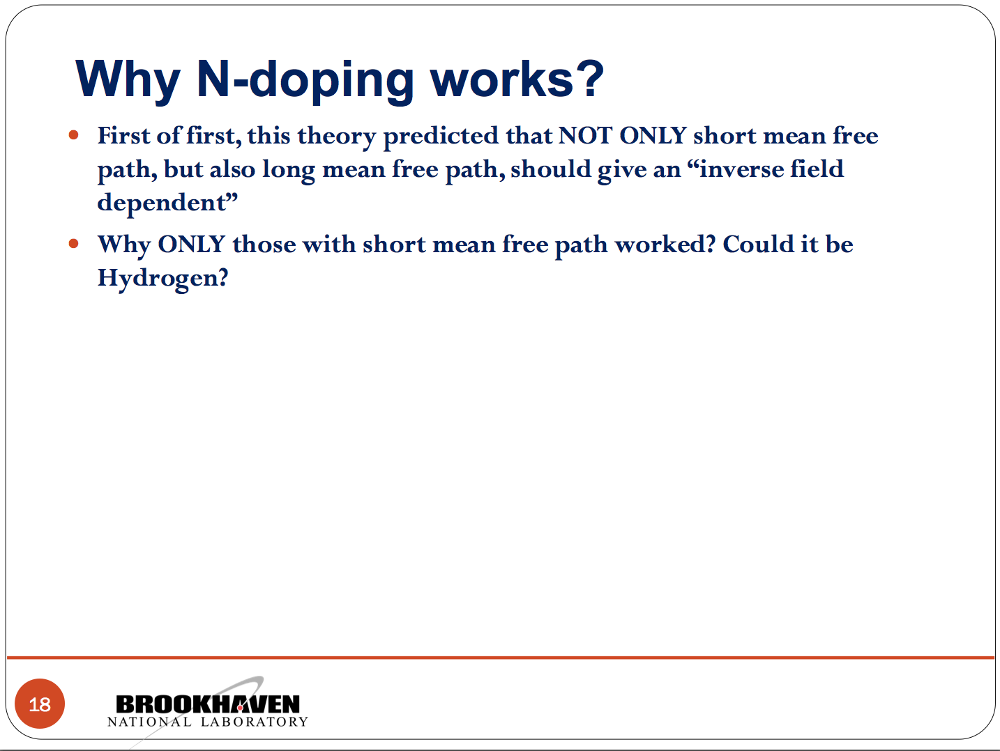 Why N-doping works?
First of first, this theory predicted that NOT ONLY short mean free
path, but also long mean free path, should give an “inverse field
dependent”
Why ONLY those with short mean free path worked? Could it be
Hydrogen?
18
BROOKHAVEN
NATIONAL LABORATORY